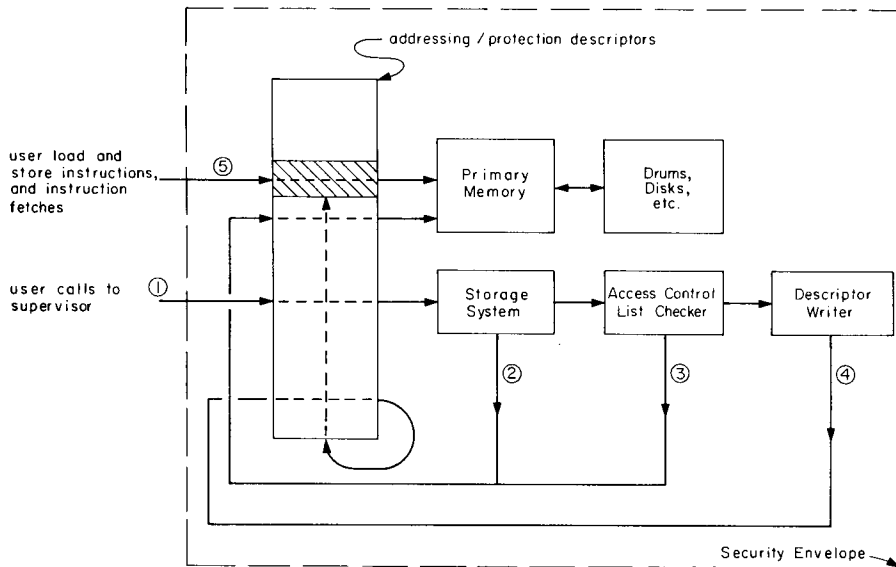 addressing / protection descriptors
user load and
store instructions,
and instruction
fetches
⑤
Primary
Memory
Drums,
Disks,
etc.
user calls to
supervisor
①
Storage
System
Access Control
List Checker
Descriptor
Writer
②
③
④
Security Envelope